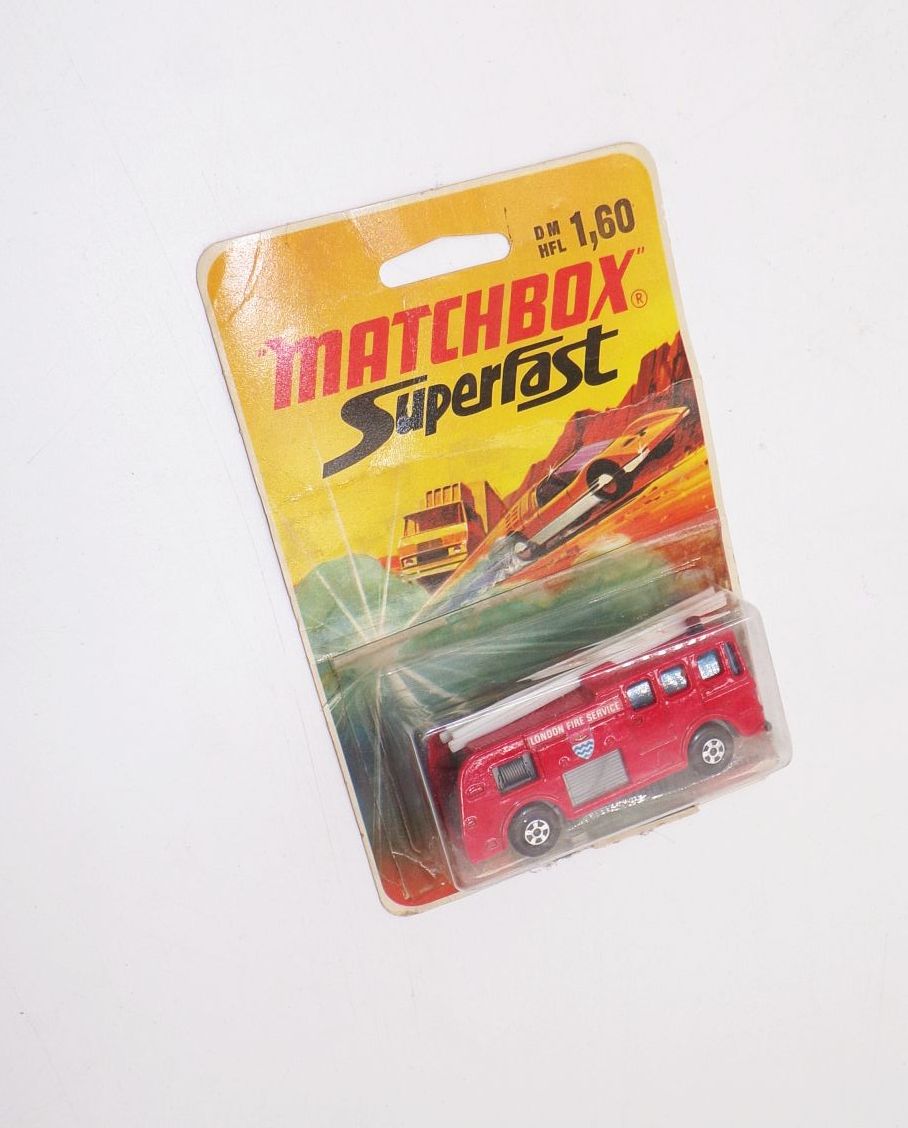 DM
HFL 1,60
"MATCHBOX"®
Superfast
LONDON FIRE SERVICE